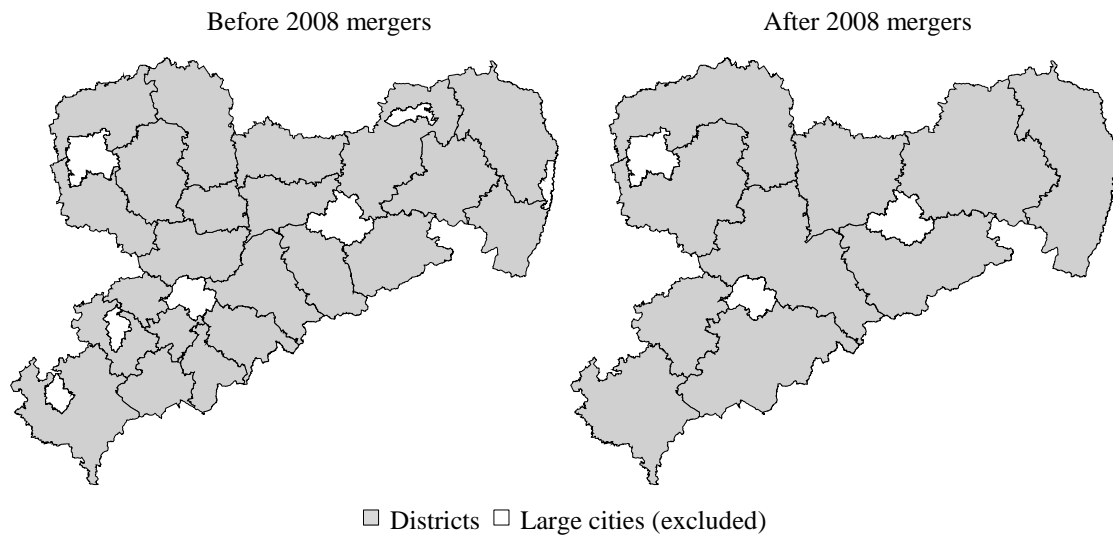 Before 2008 mergers
After 2008 mergers
Districts Large cities (excluded)